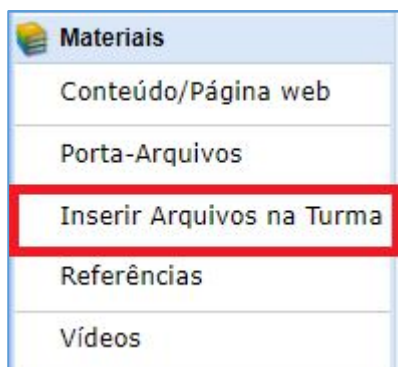 Materiais
Conteúdo/Página web
Porta-Arquivos
Inserir Arquivos na Turma
Referências
Vídeos